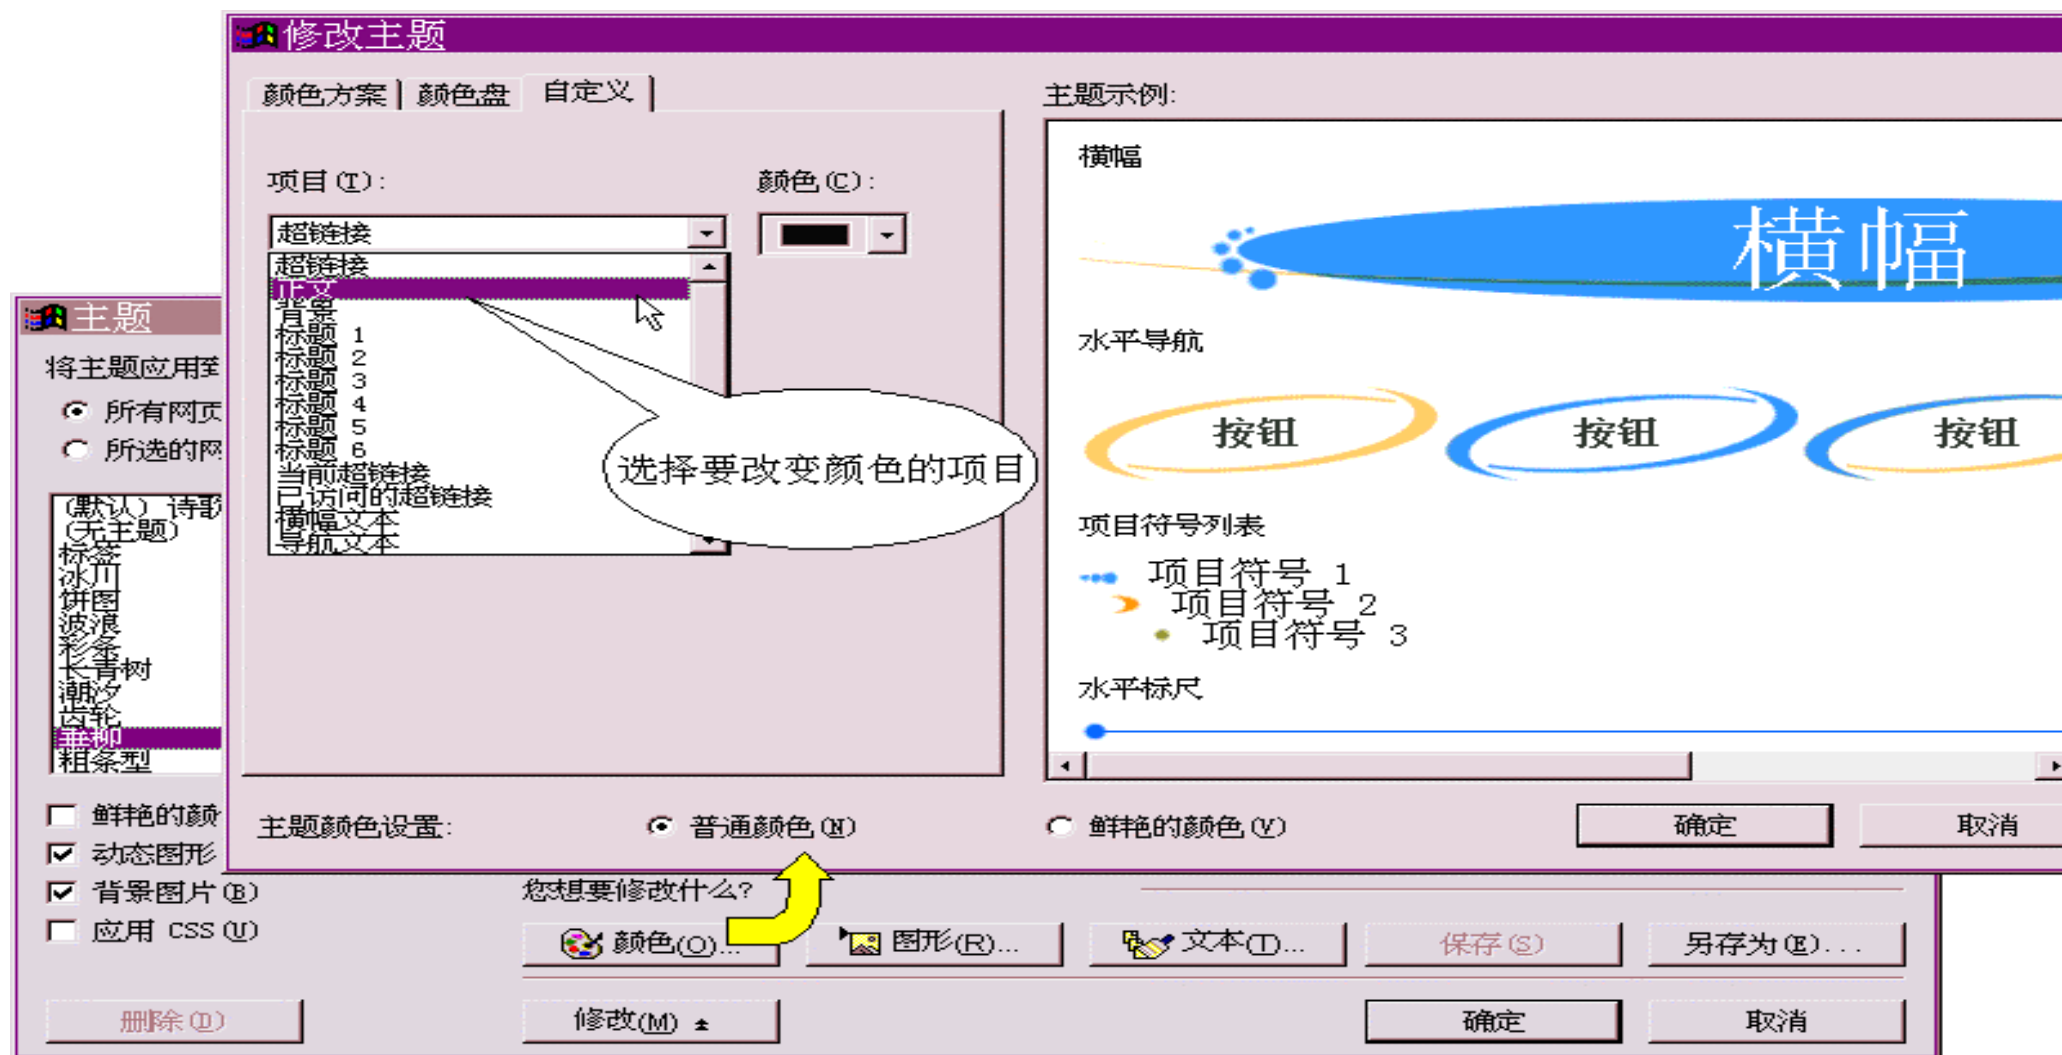 修改主题
颜色方案 颜色盘 自定义
主题示例:
项目(T): 颜色(C):
超链接
超链接
正文
背景
标题 1
标题 2
标题 3
标题 4
标题 5
标题 6
当前超链接
已访问的超链接
横幅文本
导航文本
选择要改变颜色的项目
横幅
横幅
水平导航
按钮 按钮 按钮
项目符号列表
项目符号 1
项目符号 2
项目符号 3
水平标尺
主题颜色设置: 普通颜色(N) 鲜艳的颜色(V) 确定 取消
主题
将主题应用到
所有网页
所选的网
(默认) 诗歌
(无主题)
标签
冰川
饼图
波浪
彩条
长青树
潮汐
齿轮
垂柳
粗条型
鲜艳的颜
动态图形
背景图片(B)
应用 CSS(U)
您想要修改什么?
颜色(O)... 图形(R)... 文本(T)... 保存(S) 另存为(E)...
删除(D) 修改(M) 确定 取消